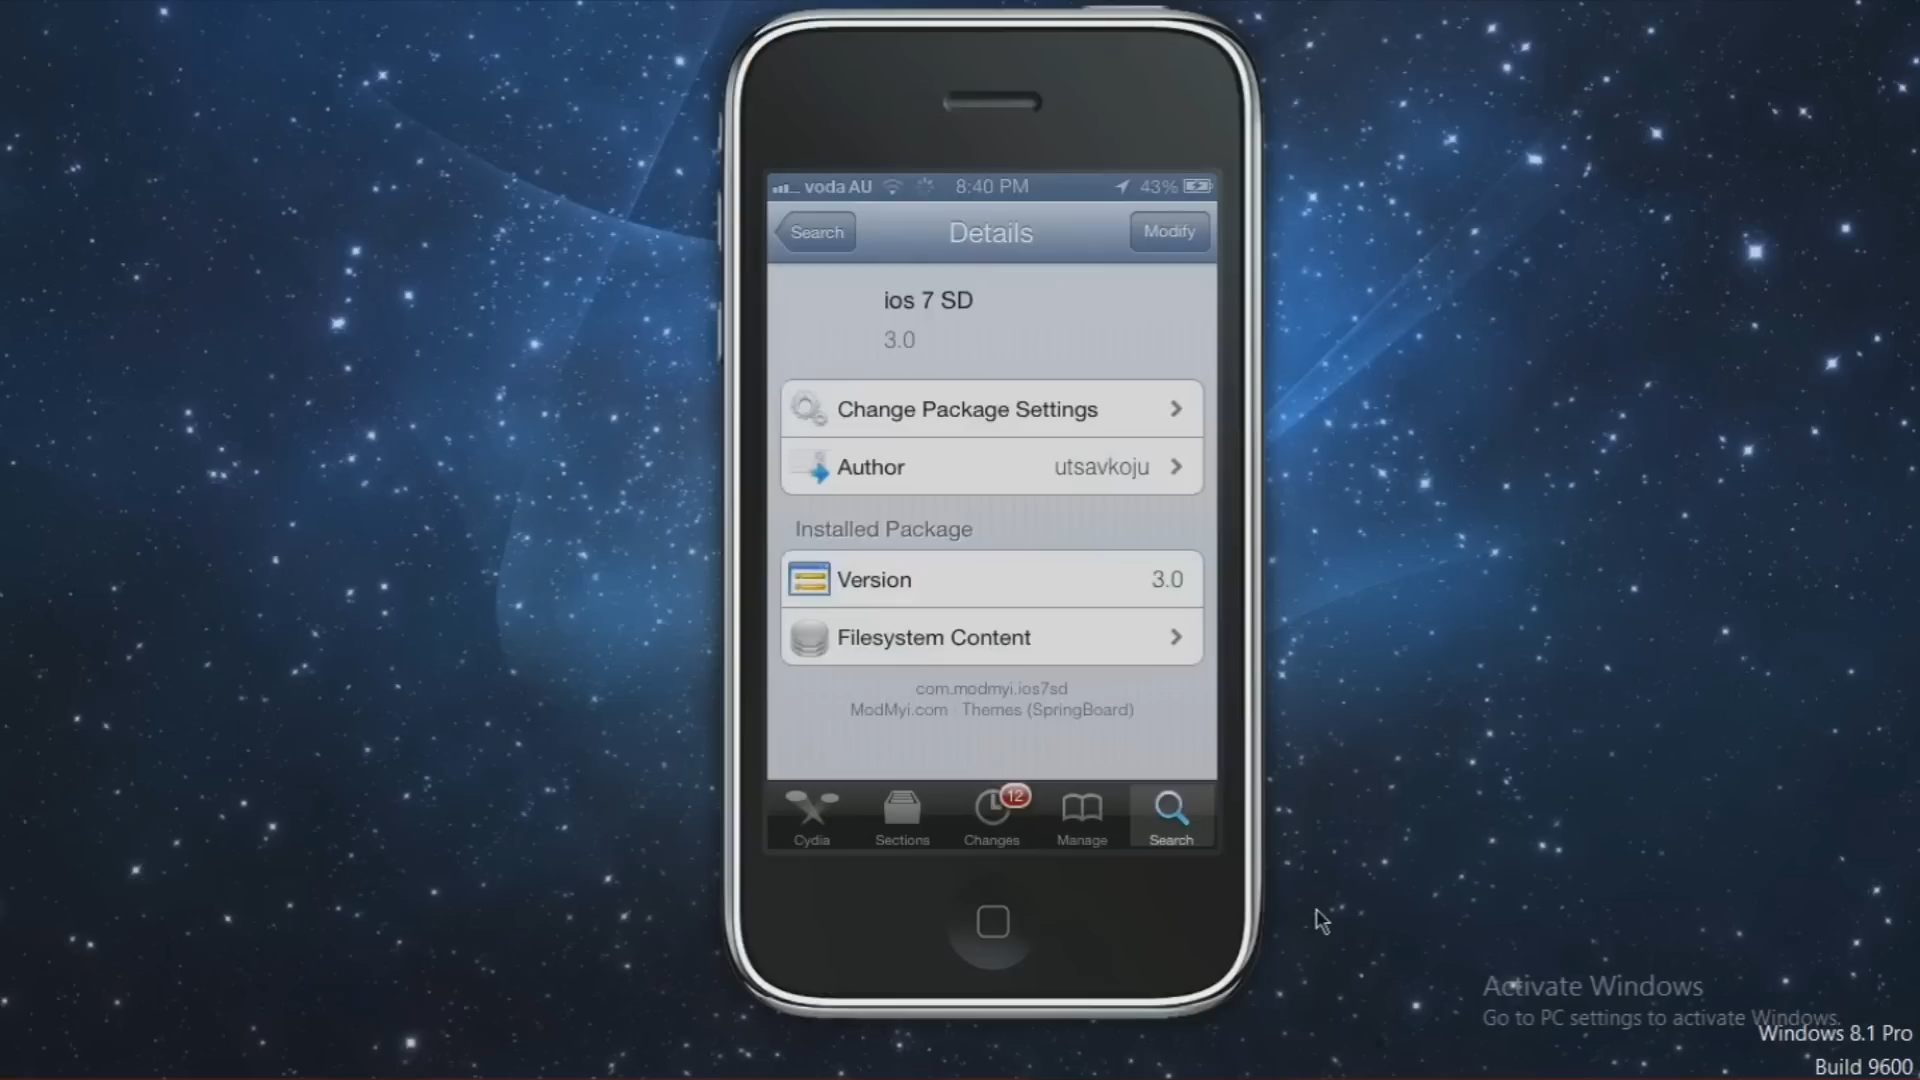 voda AU 8:40 PM 43%
Search Details Modify
ios 7 SD
3.0
Change Package Settings
Author utsavkoju
Installed Package
Version 3.0
Filesystem Content
com.modmyi.ios7sd
ModMyi.com · Themes (SpringBoard)
12
Cydia Sections Changes Manage Search
Activate Windows
Go to PC settings to activate Windows.
Windows 8.1 Pro
Build 9600